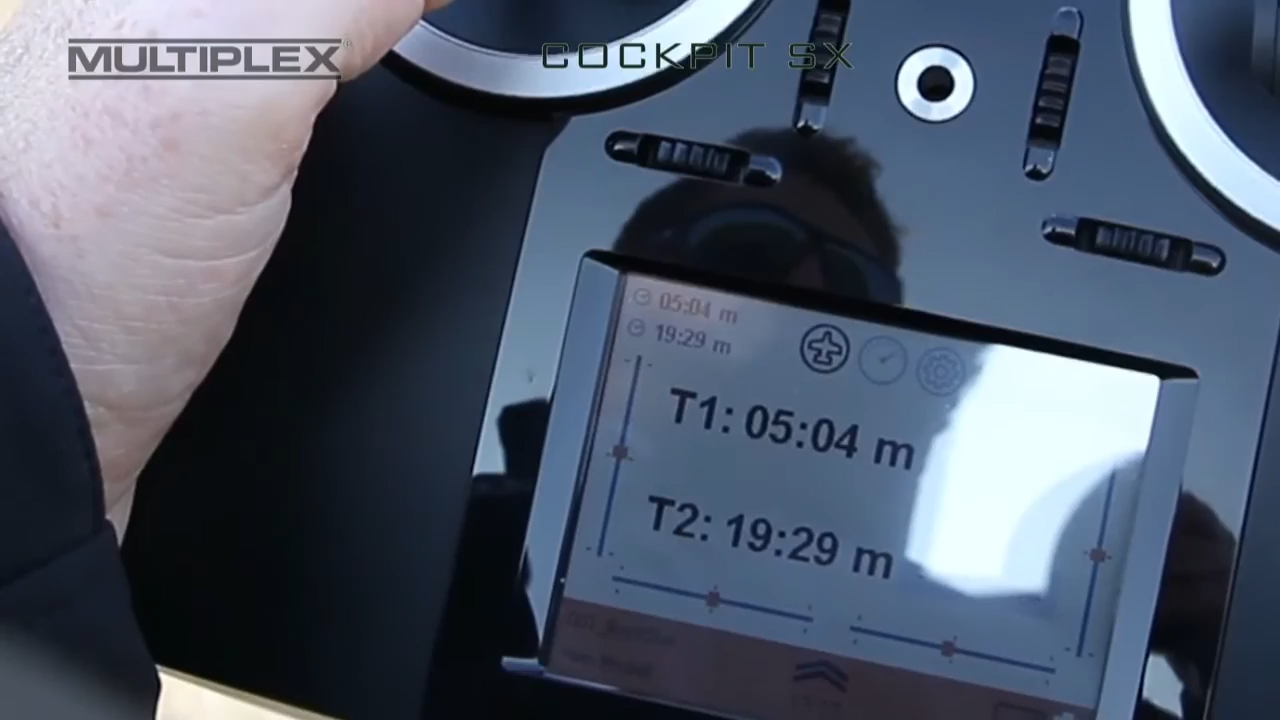 MULTIPLEX
COCKPIT SX
05:04 m
19:29 m
T1: 05:04 m
T2: 19:29 m